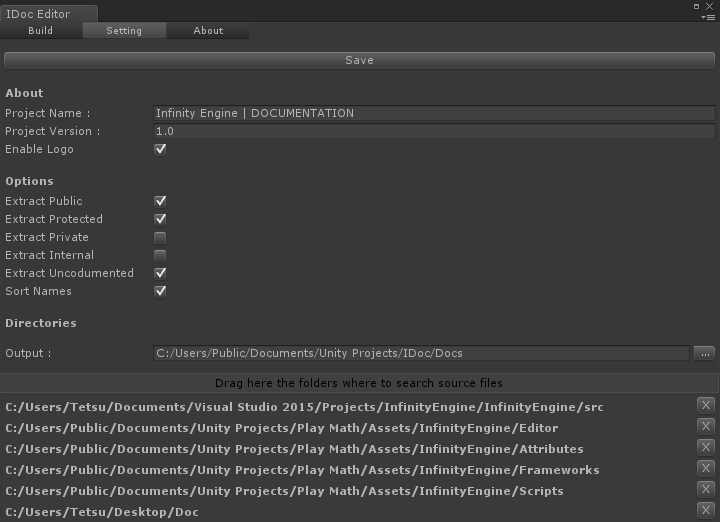 IDoc Editor
Build Setting About
Save
About
Project Name : Infinity Engine | DOCUMENTATION
Project Version : 1.0
Enable Logo
Options
Extract Public
Extract Protected
Extract Private
Extract Internal
Extract Uncodumented
Sort Names
Directories
Output : C:/Users/Public/Documents/Unity Projects/IDoc/Docs ...
Drag here the folders where to search source files
C:/Users/Tetsu/Documents/Visual Studio 2015/Projects/InfinityEngine/InfinityEngine/src X
C:/Users/Public/Documents/Unity Projects/Play Math/Assets/InfinityEngine/Editor X
C:/Users/Public/Documents/Unity Projects/Play Math/Assets/InfinityEngine/Attributes X
C:/Users/Public/Documents/Unity Projects/Play Math/Assets/InfinityEngine/Frameworks X
C:/Users/Public/Documents/Unity Projects/Play Math/Assets/InfinityEngine/Scripts X
C:/Users/Tetsu/Desktop/Doc X